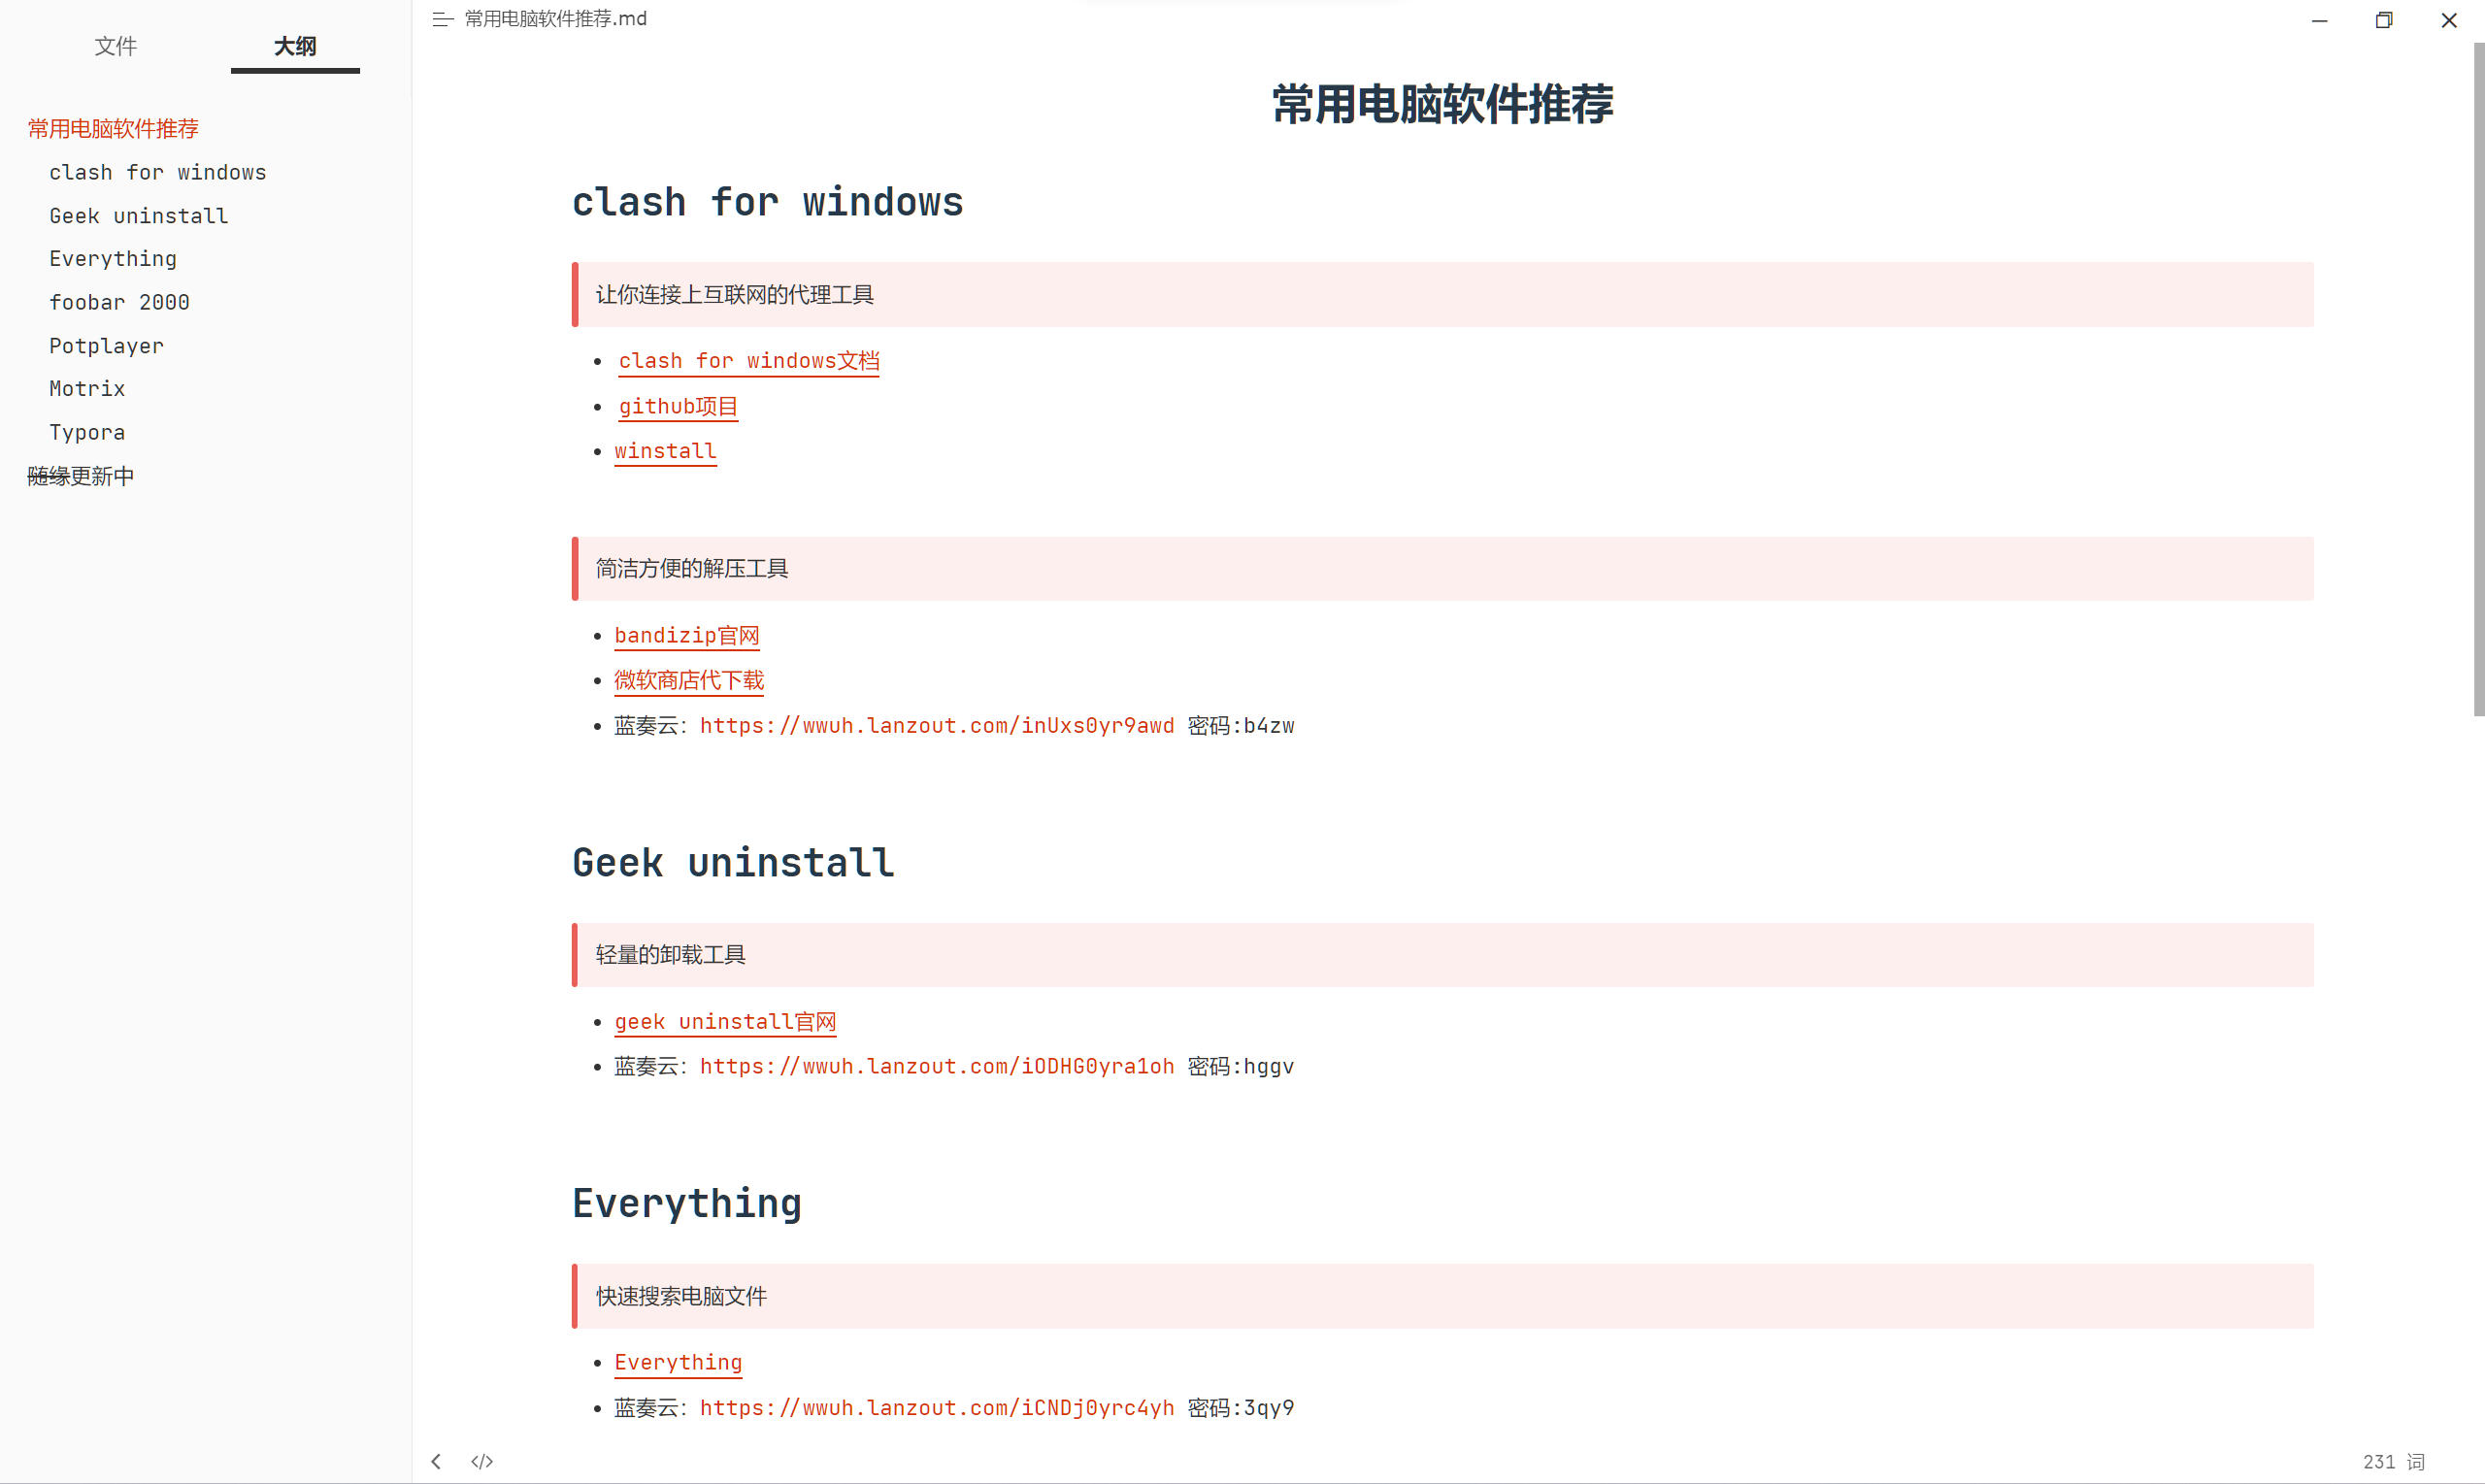 文件 大纲
常用电脑软件推荐
clash for windows
Geek uninstall
Everything
foobar 2000
Potplayer
Motrix
Typora
随缘更新中
常用电脑软件推荐.md
常用电脑软件推荐
clash for windows
让你连接上互联网的代理工具
clash for windows文档
github项目
winstall
简洁方便的解压工具
bandizip官网
微软商店代下载
蓝奏云：https://wwuh.lanzout.com/inUxs0yr9awd 密码:b4zw
Geek uninstall
轻量的卸载工具
geek uninstall官网
蓝奏云：https://wwuh.lanzout.com/iODHG0yra1oh 密码:hggv
Everything
快速搜索电脑文件
Everything
蓝奏云：https://wwuh.lanzout.com/iCNDj0yrc4yh 密码:3qy9
231 词